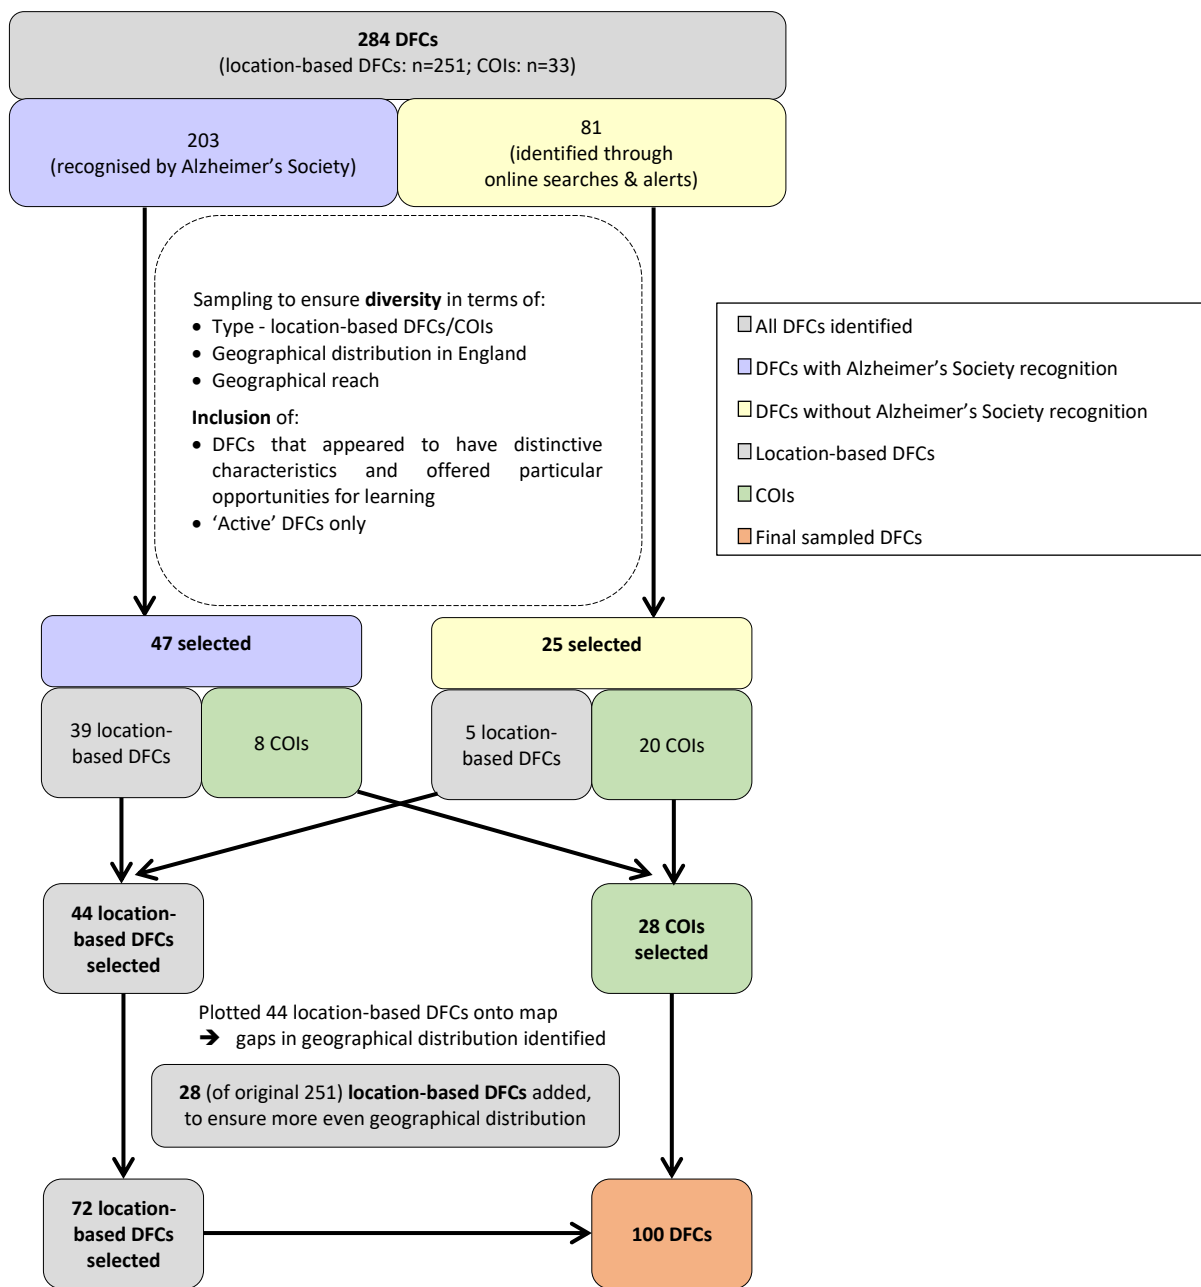 284 DFCs
(location-based DFCs: n=251; COIs: n=33)
203
(recognised by Alzheimer’s Society)
81
(identified through
online searches & alerts)
Sampling to ensure diversity in terms of:
• Type - location-based DFCs/COIs
• Geographical distribution in England
• Geographical reach
Inclusion of:
• DFCs that appeared to have distinctive
characteristics and offered particular
opportunities for learning
• ‘Active’ DFCs only
All DFCs identified
DFCs with Alzheimer’s Society recognition
DFCs without Alzheimer’s Society recognition
Location-based DFCs
COIs
Final sampled DFCs
47 selected
25 selected
39 location-
based DFCs
8 COIs
5 location-
based DFCs
20 COIs
44 location-
based DFCs
selected
28 COIs
selected
Plotted 44 location-based DFCs onto map
➔ gaps in geographical distribution identified
28 (of original 251) location-based DFCs added,
to ensure more even geographical distribution
72 location-
based DFCs
selected
100 DFCs